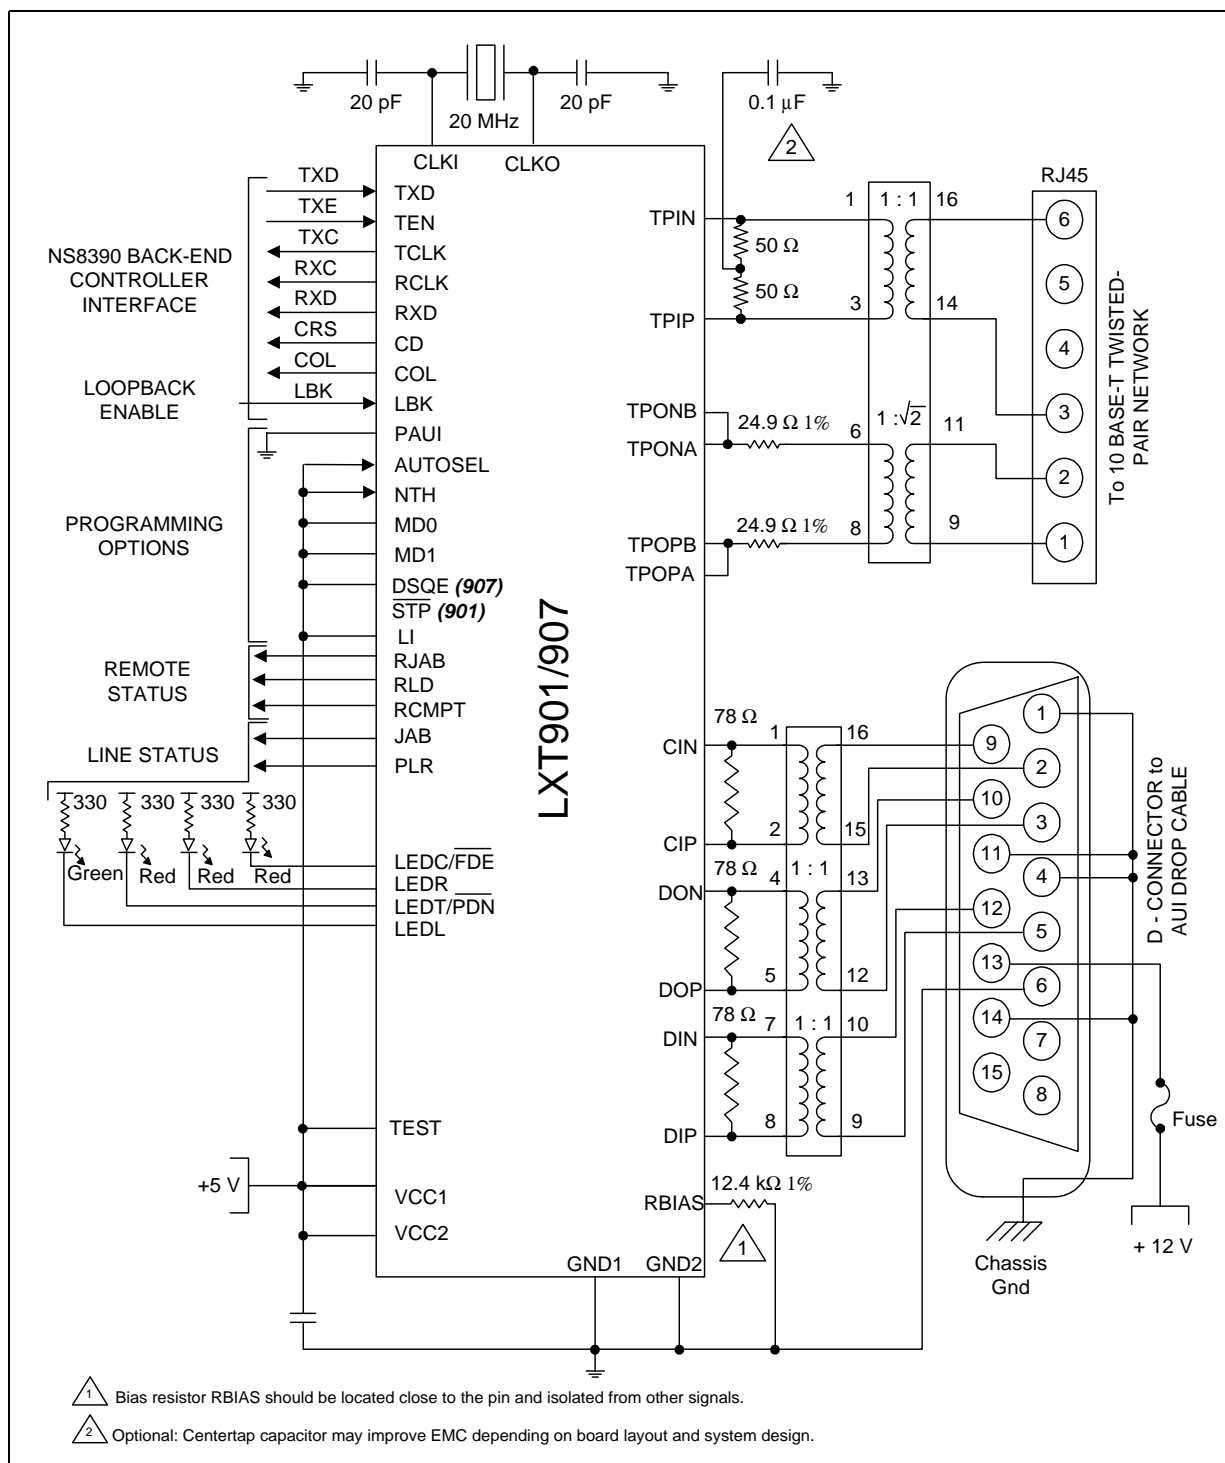 20 pF
20 MHz
20 pF
0.1 µF
2
CLKI
CLKO
NS8390 BACK-END
CONTROLLER
INTERFACE
LOOPBACK
ENABLE
PROGRAMMING
OPTIONS
REMOTE
STATUS
LINE STATUS
TXD
TXE
TXC
RXC
RXD
CRS
COL
LBK
TXD
TEN
TCLK
RCLK
RXD
CD
COL
LBK
PAUI
AUTOSEL
NTH
MD0
MD1
DSQE (907)
STP (901)
LI
RJAB
RLD
RCMPT
JAB
PLR
330
330
330
330
Green
Red
Red
Red
LEDC/FDE
LEDR
LEDT/PDN
LEDL
TEST
+5 V
VCC1
VCC2
LXT901/907
GND1
GND2
TPIN
50 Ω
50 Ω
TPIP
TPONB
TPONA
24.9 Ω 1%
TPOPB
TPOPA
24.9 Ω 1%
1
1 : 1
16
3
14
1 :√2
6
11
8
9
RJ45
6
5
4
3
2
1
To 10 BASE-T TWISTED-
PAIR NETWORK
CIN
78 Ω
1
16
CIP
2
15
1 : 1
DON
78 Ω
4
13
DOP
5
12
DIN
78 Ω
7
1 : 1
10
DIP
8
9
RBIAS
12.4 kΩ 1%
1
1
9
2
10
3
11
4
12
5
13
6
14
7
15
8
D - CONNECTOR to
AUI DROP CABLE
Fuse
+ 12 V
Chassis
Gnd
1 Bias resistor RBIAS should be located close to the pin and isolated from other signals.
2 Optional: Centertap capacitor may improve EMC depending on board layout and system design.